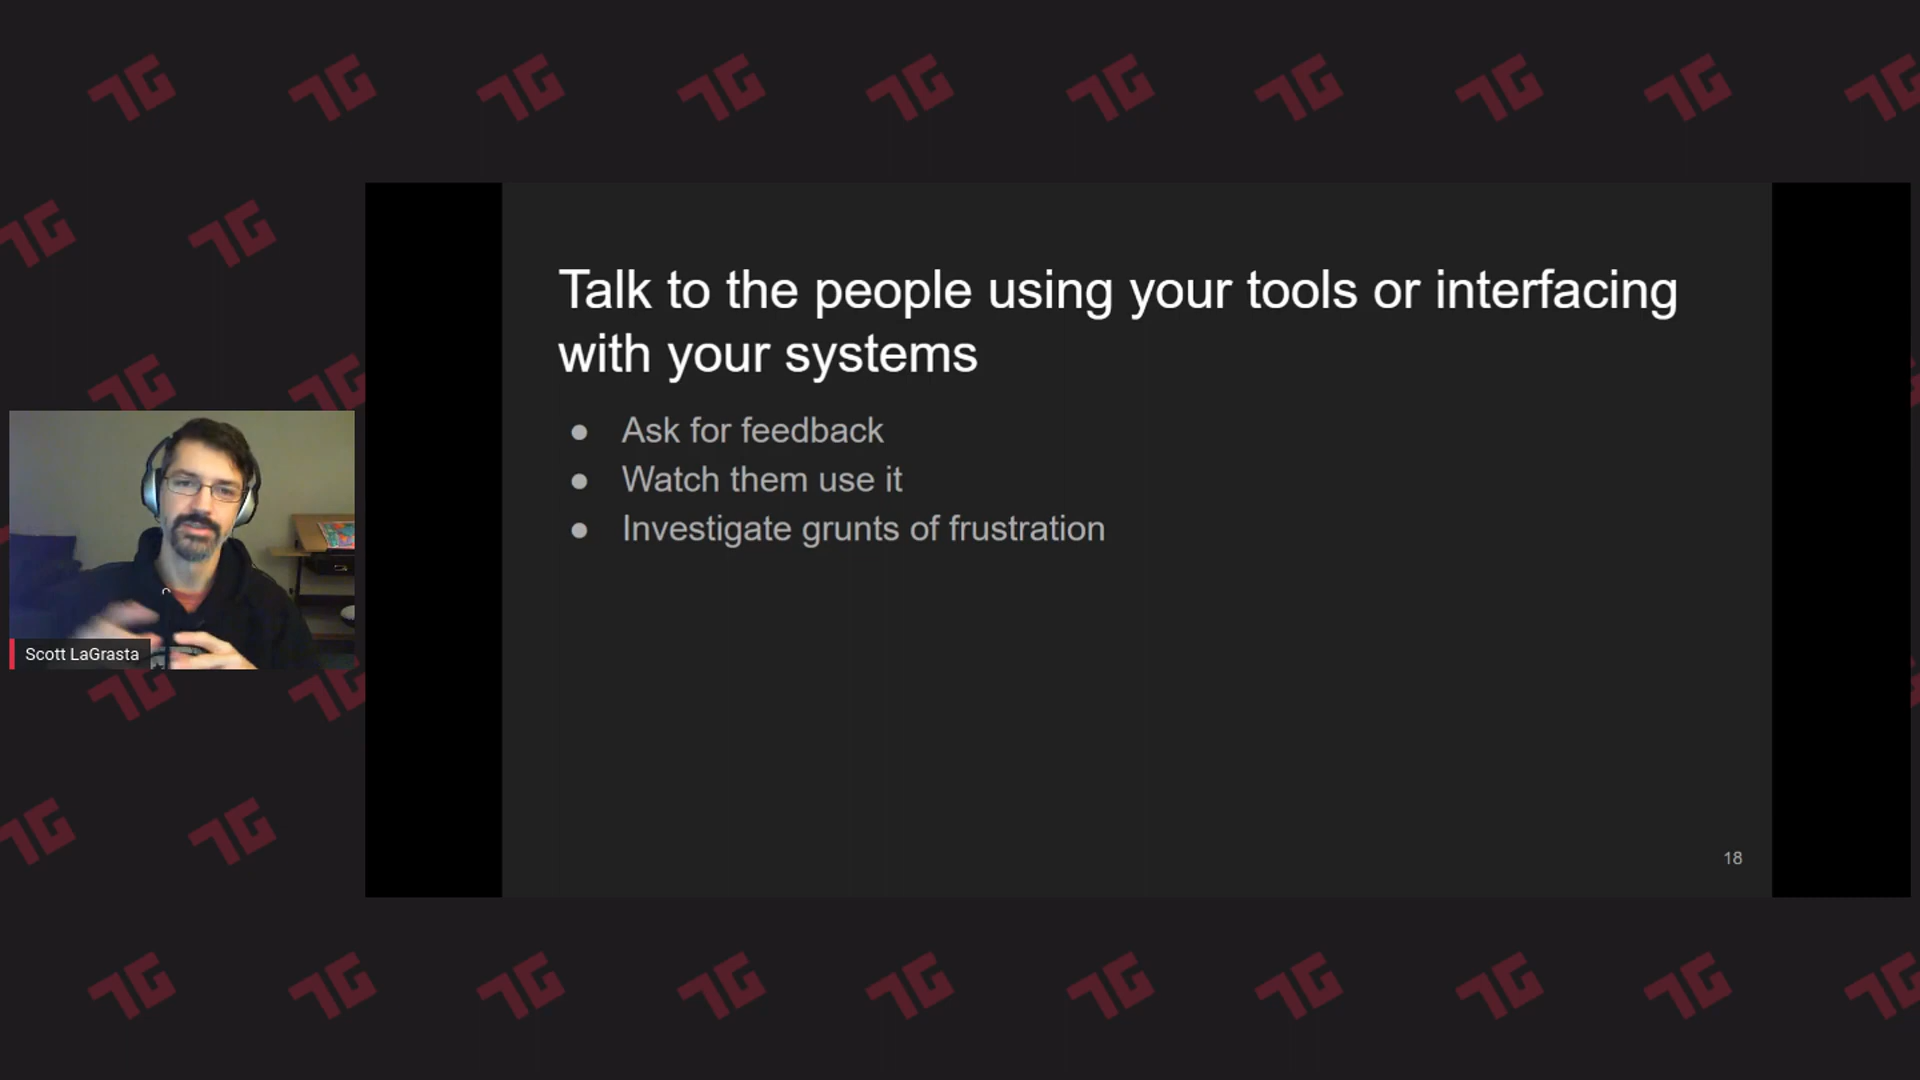 Talk to the people using your tools or interfacing
with your systems
● Ask for feedback
● Watch them use it
● Investigate grunts of frustration
Scott LaGrasta
18